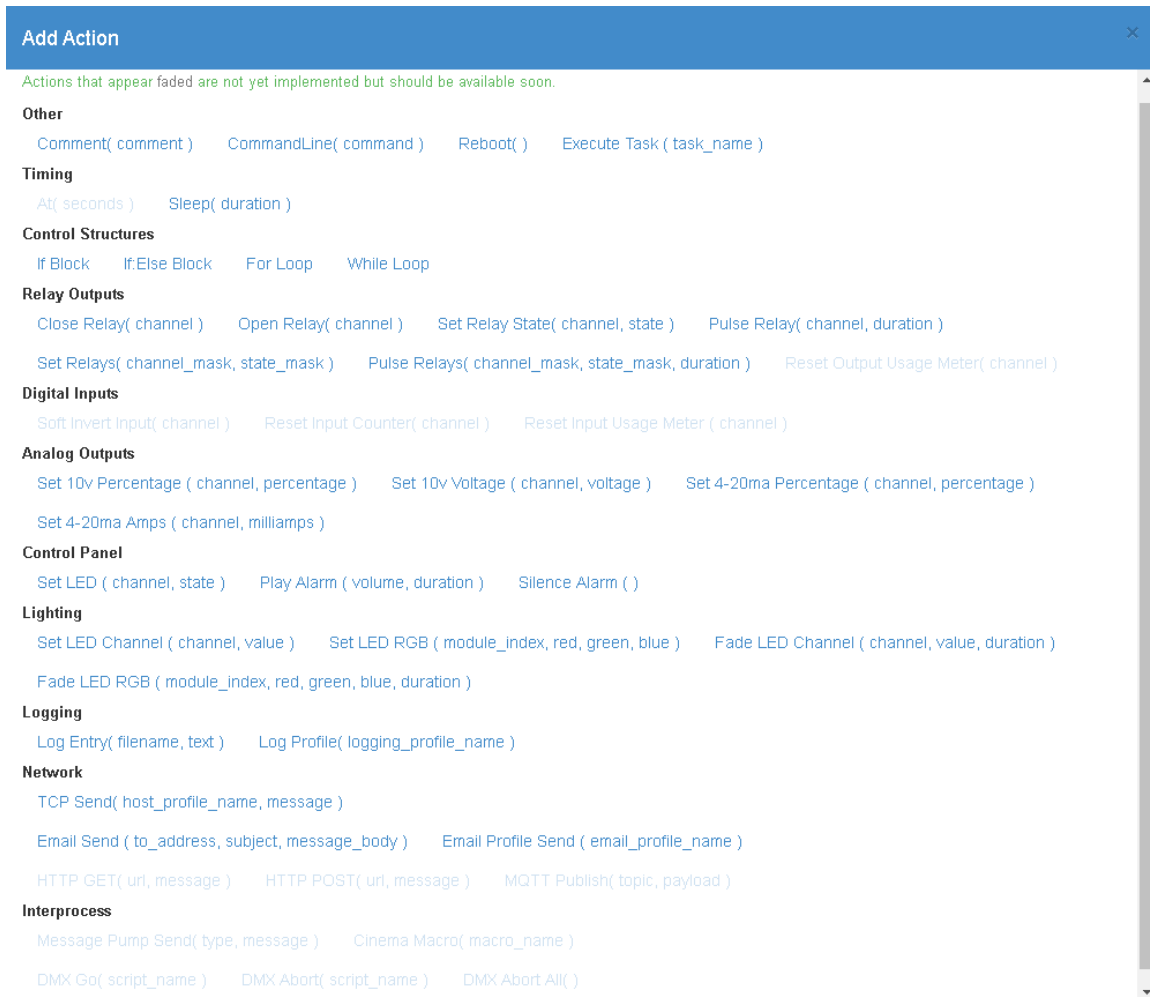 Add Action
×
Actions that appear faded are not yet implemented but should be available soon.
Other
Comment( comment ) CommandLine( command ) Reboot( ) Execute Task ( task_name )
Timing
At( seconds ) Sleep( duration )
Control Structures
If Block If:Else Block For Loop While Loop
Relay Outputs
Close Relay( channel ) Open Relay( channel ) Set Relay State( channel, state ) Pulse Relay( channel, duration )
Set Relays( channel_mask, state_mask ) Pulse Relays( channel_mask, state_mask, duration ) Reset Output Usage Meter( channel )
Digital Inputs
Soft Invert Input( channel ) Reset Input Counter( channel ) Reset Input Usage Meter ( channel )
Analog Outputs
Set 10v Percentage ( channel, percentage ) Set 10v Voltage ( channel, voltage ) Set 4-20ma Percentage ( channel, percentage )
Set 4-20ma Amps ( channel, milliamps )
Control Panel
Set LED ( channel, state ) Play Alarm ( volume, duration ) Silence Alarm ( )
Lighting
Set LED Channel ( channel, value ) Set LED RGB ( module_index, red, green, blue ) Fade LED Channel ( channel, value, duration )
Fade LED RGB ( module_index, red, green, blue, duration )
Logging
Log Entry( filename, text ) Log Profile( logging_profile_name )
Network
TCP Send( host_profile_name, message )
Email Send ( to_address, subject, message_body ) Email Profile Send ( email_profile_name )
HTTP GET( url, message ) HTTP POST( url, message ) MQTT Publish( topic, payload )
Interprocess
Message Pump Send( type, message ) Cinema Macro( macro_name )
DMX Go( script_name ) DMX Abort( script_name ) DMX Abort All( )